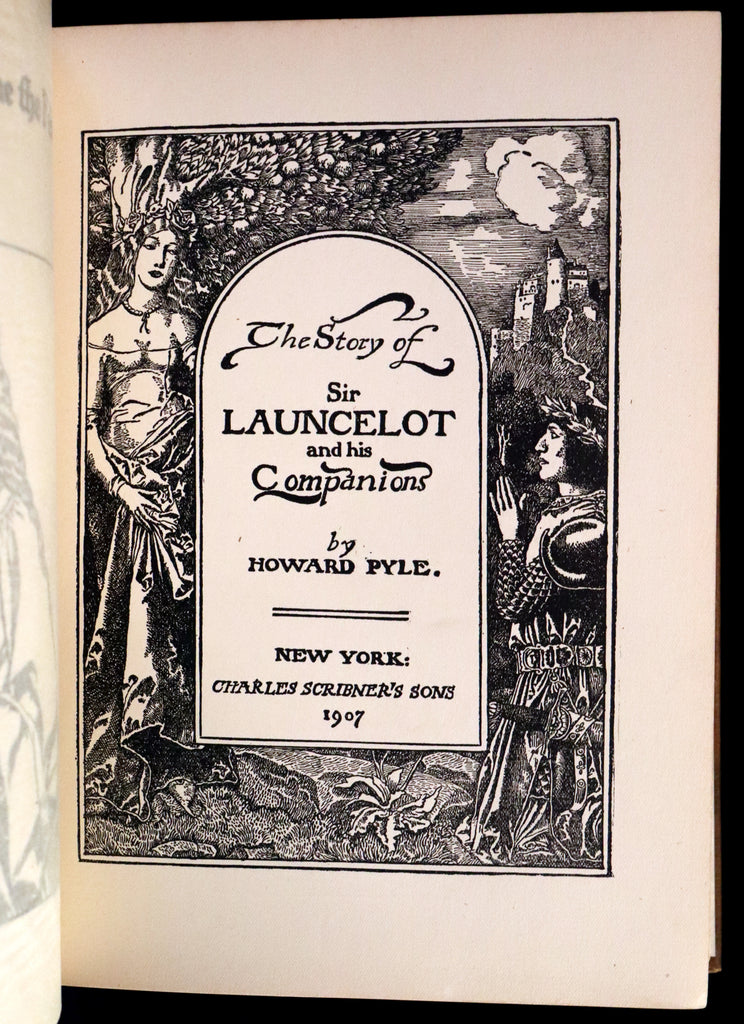 The Story of
Sir
LAUNCELOT
and his
Companions
by
HOWARD PYLE.
NEW YORK:
CHARLES SCRIBNER'S SONS
1907